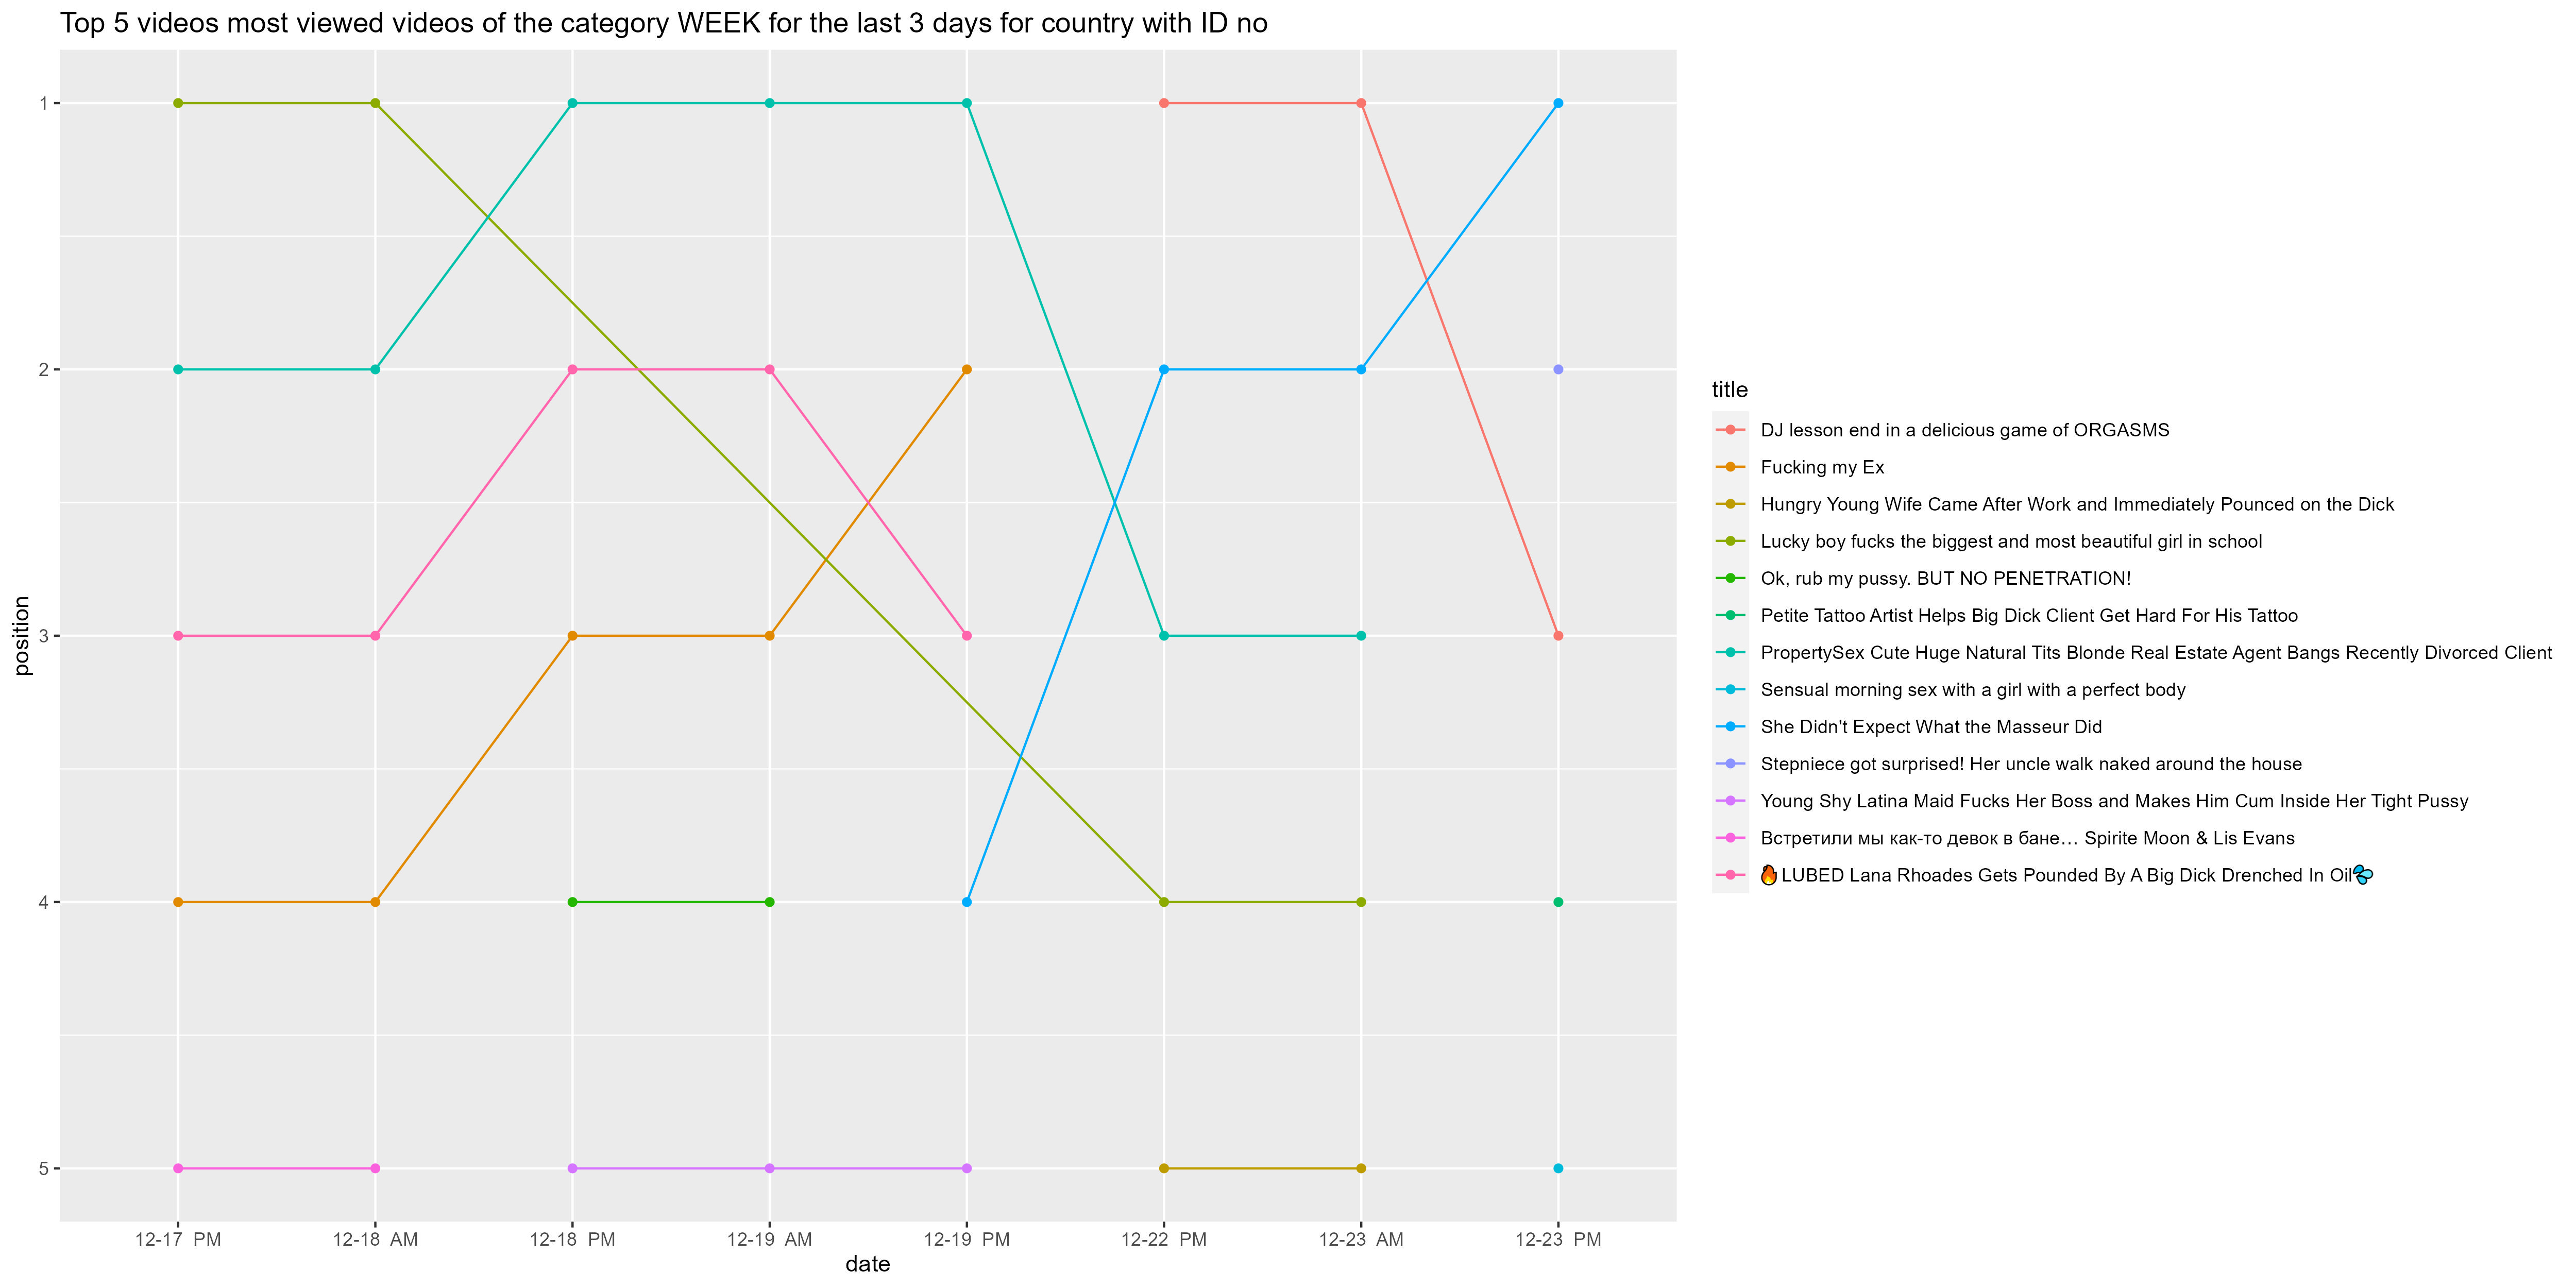 Top 5 videos most viewed videos of the category WEEK for the last 3 days for country with ID no
position
1
2
3
4
5
12-17 PM
12-18 AM
12-18 PM
12-19 AM
12-19 PM
12-22 PM
12-23 AM
12-23 PM
date
title
DJ lesson end in a delicious game of ORGASMS
Fucking my Ex
Hungry Young Wife Came After Work and Immediately Pounced on the Dick
Lucky boy fucks the biggest and most beautiful girl in school
Ok, rub my pussy. BUT NO PENETRATION!
Petite Tattoo Artist Helps Big Dick Client Get Hard For His Tattoo
PropertySex Cute Huge Natural Tits Blonde Real Estate Agent Bangs Recently Divorced Client
Sensual morning sex with a girl with a perfect body
She Didn't Expect What the Masseur Did
Stepniece got surprised! Her uncle walk naked around the house
Young Shy Latina Maid Fucks Her Boss and Makes Him Cum Inside Her Tight Pussy
Встретили мы как-то девок в бане… Spirite Moon & Lis Evans
🔥LUBED Lana Rhoades Gets Pounded By A Big Dick Drenched In Oil💦